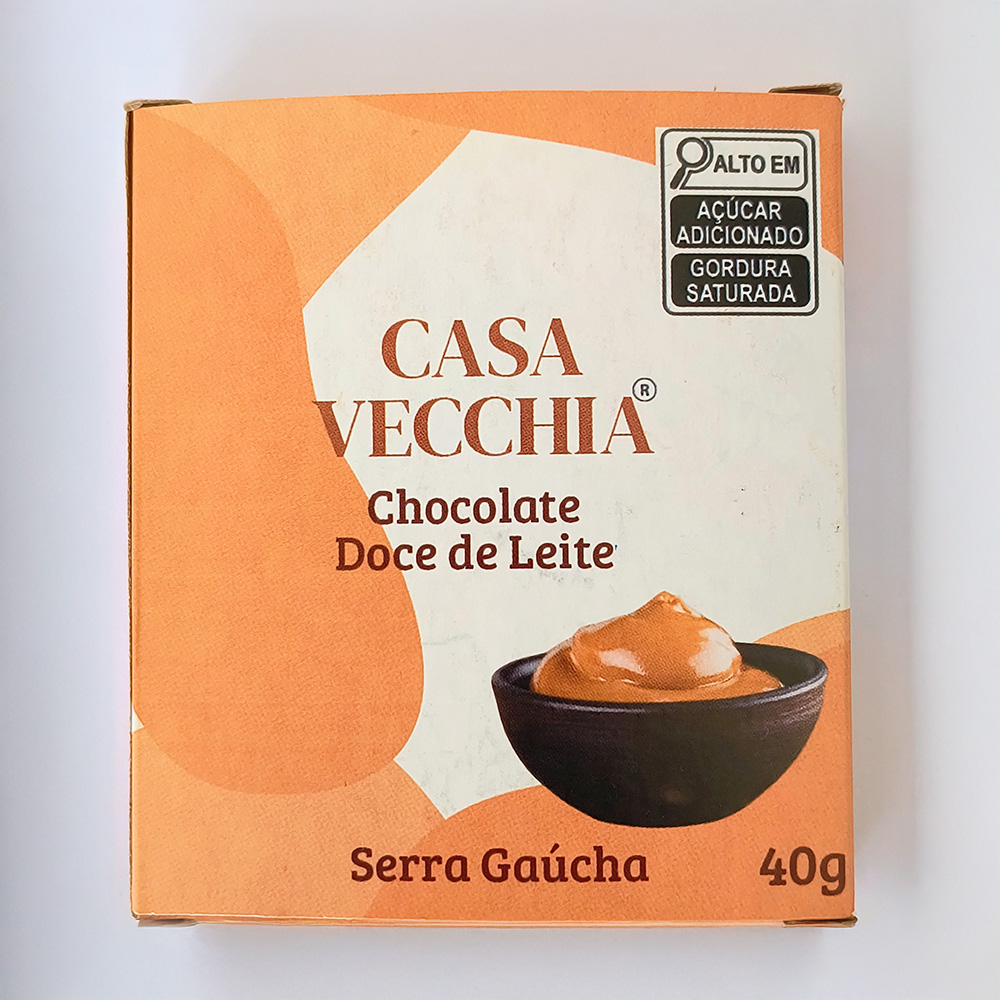 ALTO EM
AÇÚCAR
ADICIONADO
GORDURA
SATURADA
CASA
VECCHIA®
Chocolate
Doce de Leite
Serra Gaúcha
40g